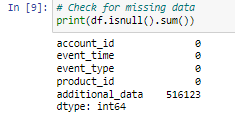 In [9]: # Check for missing data
print(df.isnull().sum())
account_id 0
event_time 0
event_type 0
product_id 0
additional_data 516123
dtype: int64